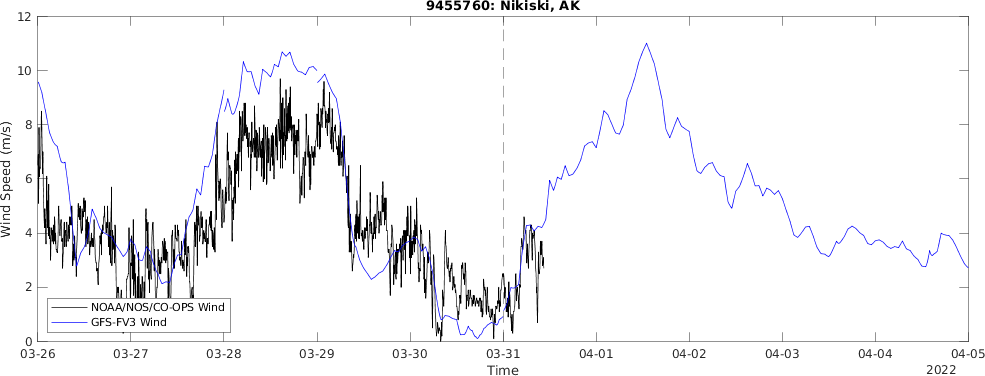 9455760: Nikiski, AK
Wind Speed (m/s)
12
10
8
6
4
2
0
NOAA/NOS/CO-OPS Wind
GFS-FV3 Wind
03-26 03-27 03-28 03-29 03-30 03-31 04-01 04-02 04-03 04-04 04-05
Time
2022